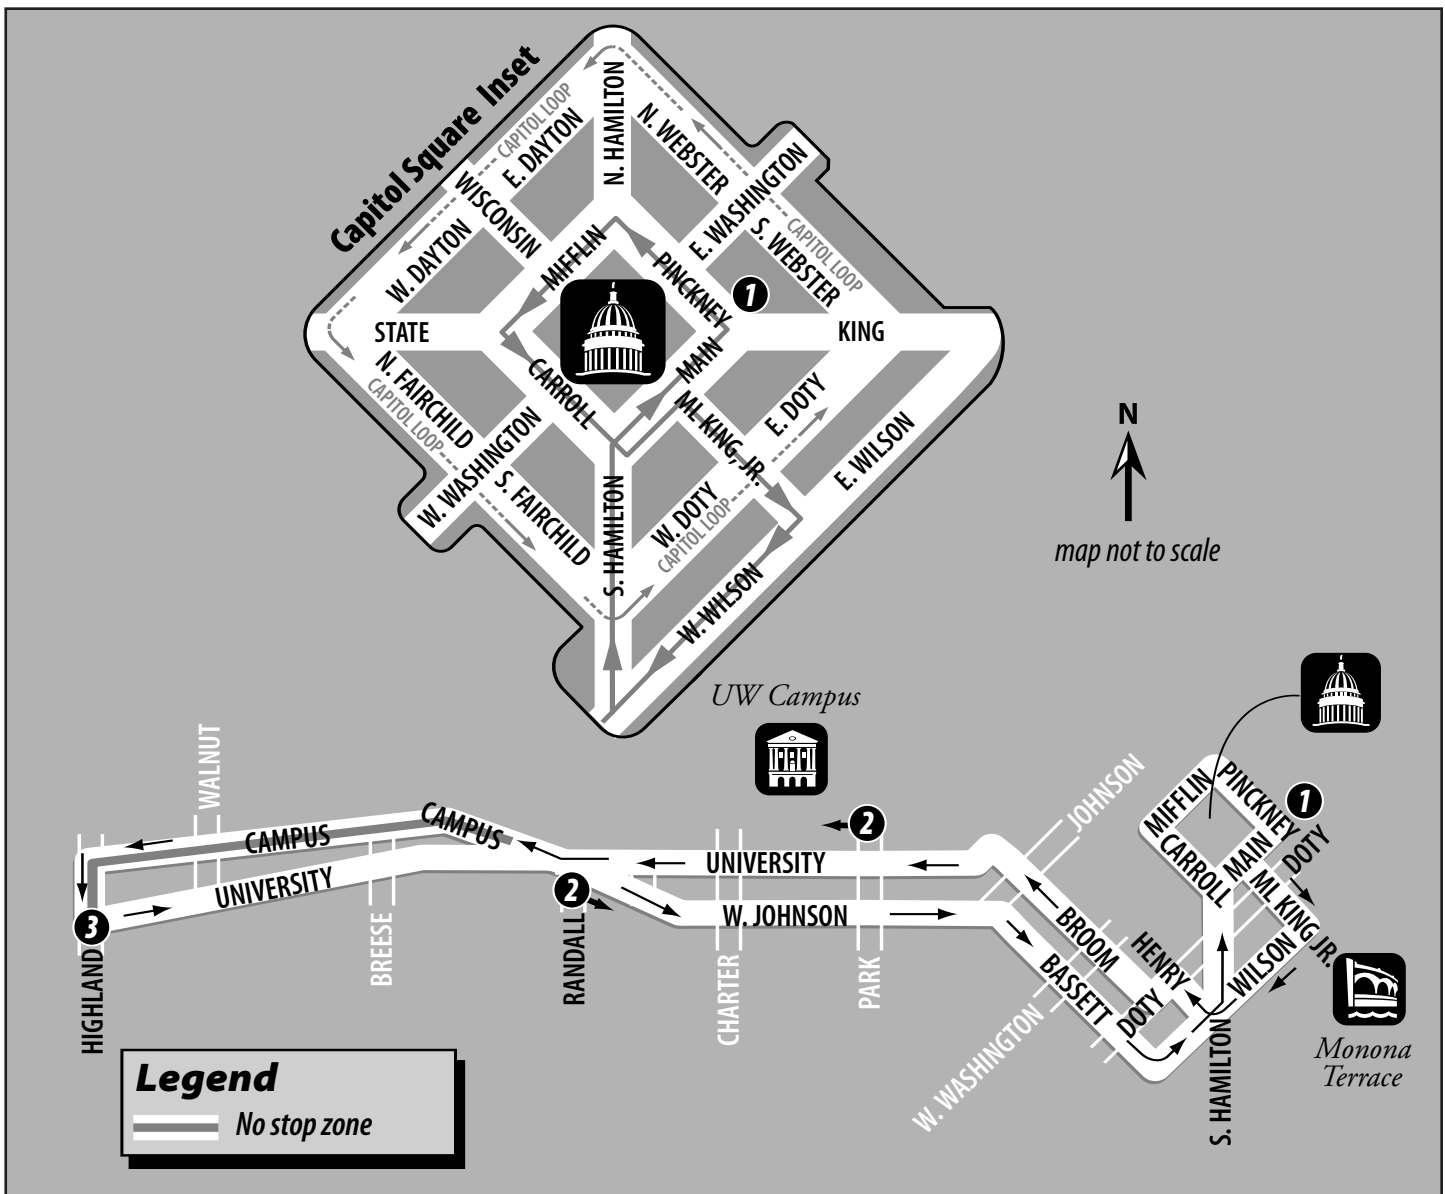 Capitol Square Inset
CAPITOL LOOP
E. DAYTON
N. HAMILTON
N. WEBSTER
E. WASHINGTON
WISCONSIN
W. DAYTON
MIFFLIN
PINCKNEY
S. WEBSTER
CAPITOL LOOP
1
STATE
KING
N. FAIRCHILD
CAPITOL LOOP
CARROLL
MAIN
ML KING, JR.
E. DOTY
W. WASHINGTON
S. FAIRCHILD
S. HAMILTON
W. DOTY
CAPITOL LOOP
E. WILSON
W. WILSON
N
map not to scale
UW Campus
WALNUT
CAMPUS
CAMPUS
UNIVERSITY
2
UNIVERSITY
2
W. JOHNSON
3
HIGHLAND
BREESE
RANDALL
CHARTER
PARK
JOHNSON
BROOM
BASSETT
W. WASHINGTON
DOTY
HENRY
MIFFLIN
PINCKNEY
1
DOTY
MAIN
CARROLL
ML KING JR.
WILSON
S. HAMILTON
Monona
Terrace
Legend
No stop zone